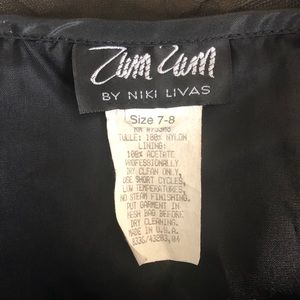 Zum Zum
BY NIKI LIVAS
Size 7-8
TULLE: 100% NYLON
LINING:
100% ACETATE
PROFESSIONALLY
DRY CLEAN ONLY,
USE SHORT CYCLES,
LOW TEMPERATURES,
NO STEAM FINISHING.
PUT GARMENT IN
MESH BAG BEFORE
DRY CLEANING.
MADE IN U.S.A.